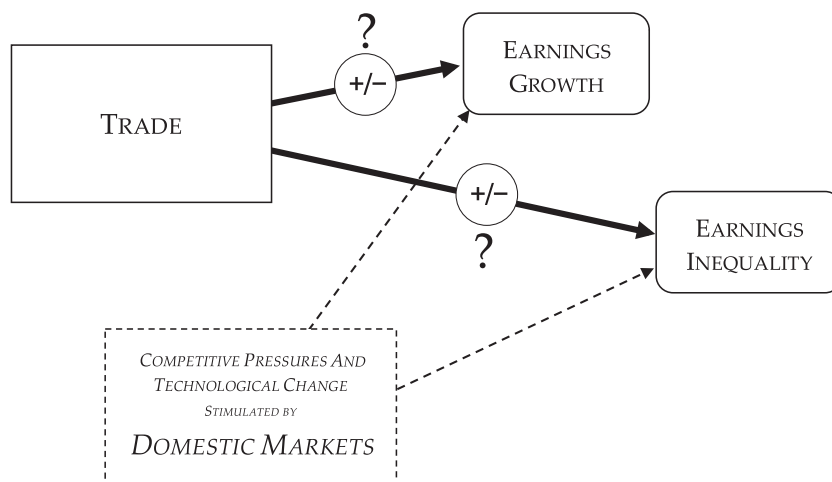 ?
+/−
EARNINGS
GROWTH
TRADE
+/−
?
EARNINGS
INEQUALITY
COMPETITIVE PRESSURES AND
TECHNOLOGICAL CHANGE
STIMULATED BY
DOMESTIC MARKETS